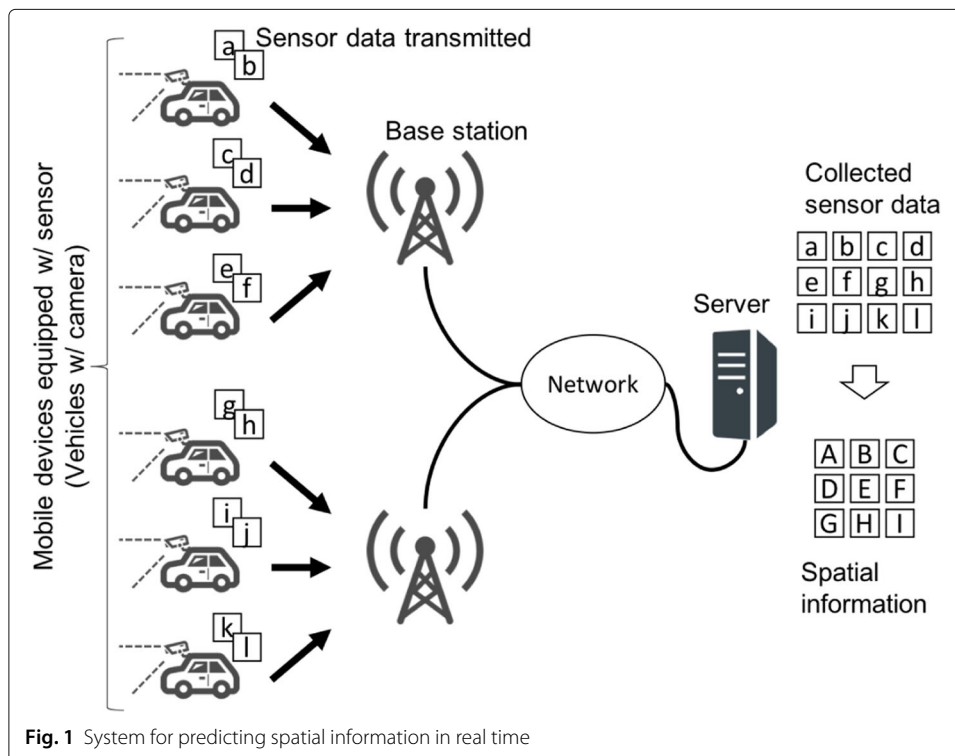 Mobile devices equipped w/ sensor
(Vehicles w/ camera)
Sensor data transmitted
a
b
c
d
e
f
g
h
i
j
k
l
Base station
Network
Server
Collected
sensor data
a b c d
e f g h
i j k l
A B C
D E F
G H I
Spatial
information
Fig. 1 System for predicting spatial information in real time